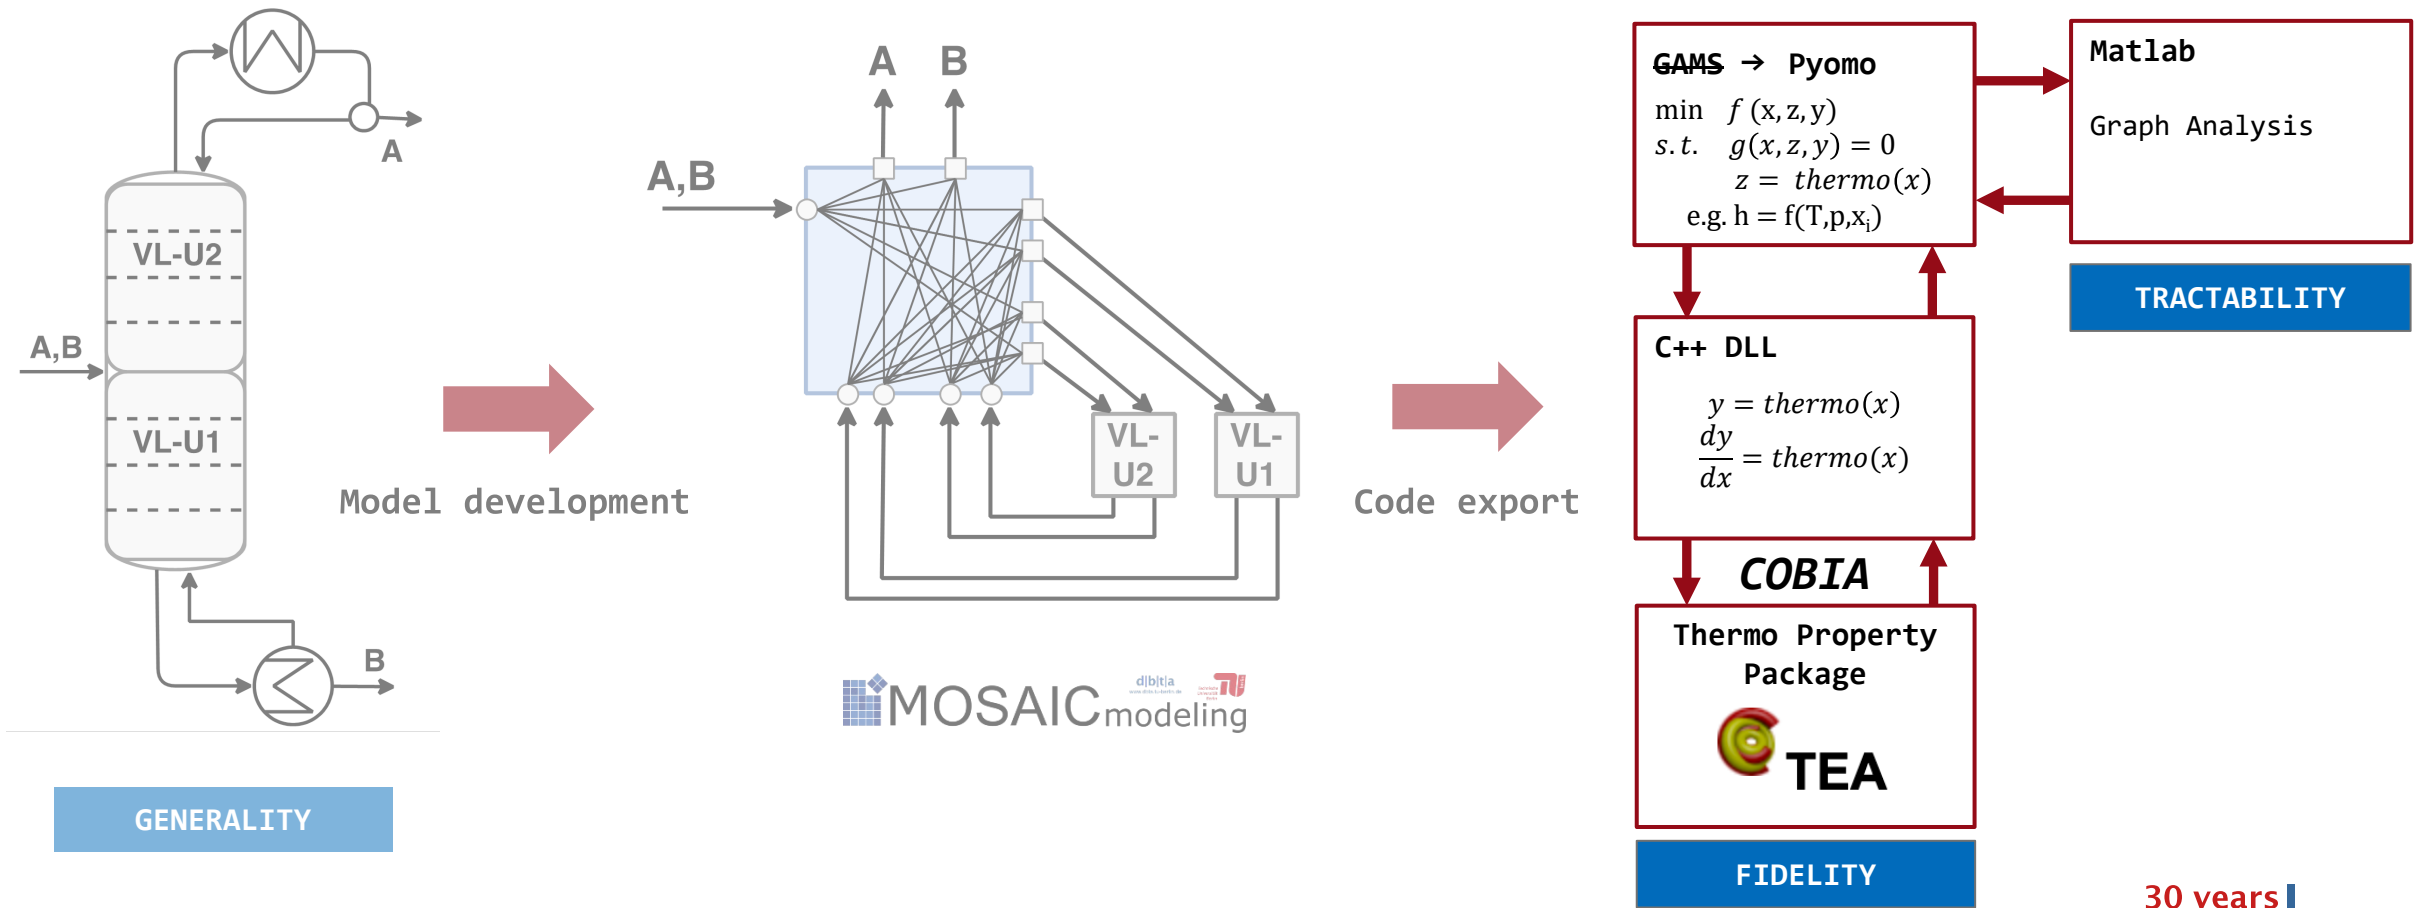 A
VL-U2
A,B
VL-U1
B
GENERALITY
Model development
A B
A,B
VL-
U2
VL-
U1
MOSAICmodeling
d|b|t|a
Code export
GAMS → Pyomo
min f (x, z, y)
s. t. g(x, z, y) = 0
z = thermo(x)
e.g. h = f(T,p,xᵢ)
Matlab
Graph Analysis
TRACTABILITY
C++ DLL
y = thermo(x)
dy
dx
= thermo(x)
COBIA
Thermo Property
Package
TEA
FIDELITY
30 years